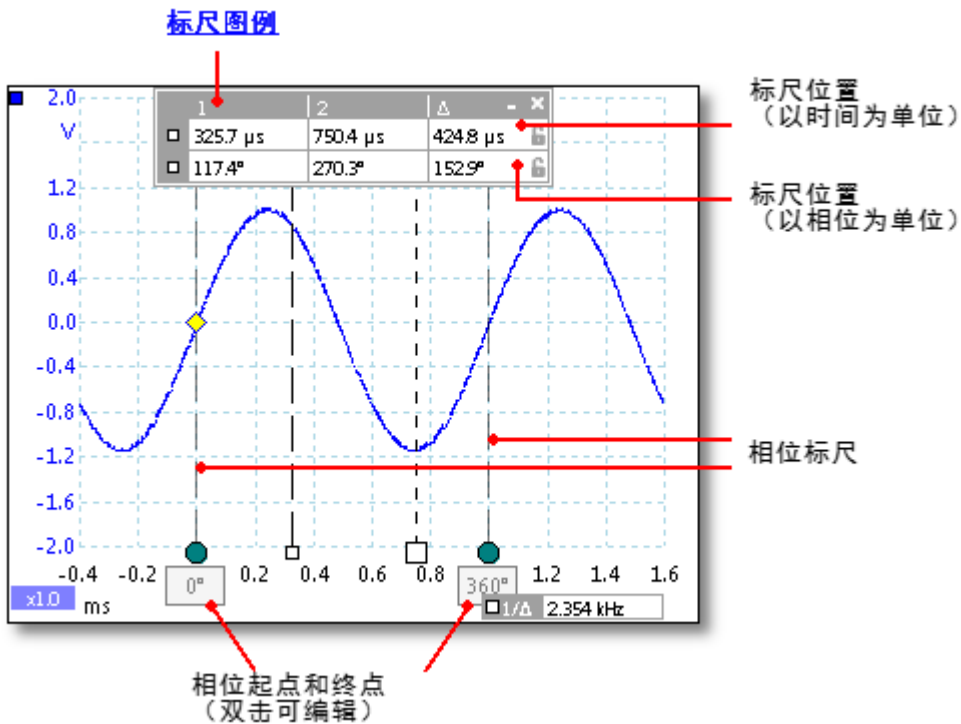 标尺图例
标尺位置
（以时间为单位）
标尺位置
（以相位为单位）
相位标尺
相位起点和终点
（双击可编辑）
1 2 Δ
325.7 µs 750.4 µs 424.8 µs
117.4° 270.3° 152.9°
2.0
V
1.2
0.8
0.4
0.0
-0.4
-0.8
-1.2
-1.6
-2.0
-0.4 -0.2 0.2 0.4 0.6 0.8 1.2 1.4 1.6
0° 360°
x1.0 ms
1/Δ 2.354 kHz